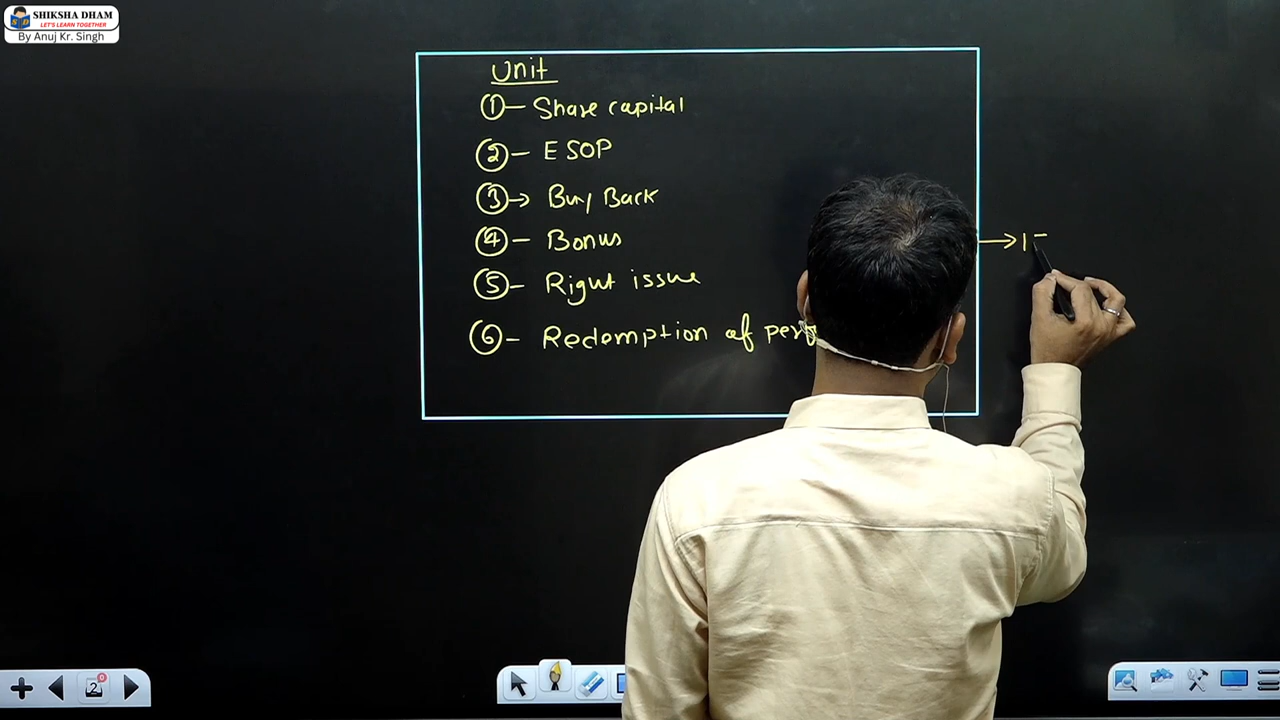 SHIKSHA DHAM
LET'S LEARN TOGETHER
By Anuj Kr. Singh
Unit
① — Share capital
② — ESOP
③ → Buy Back
④ — Bonus
⑤ — Right issue
⑥ — Redemption of
→ 1
2